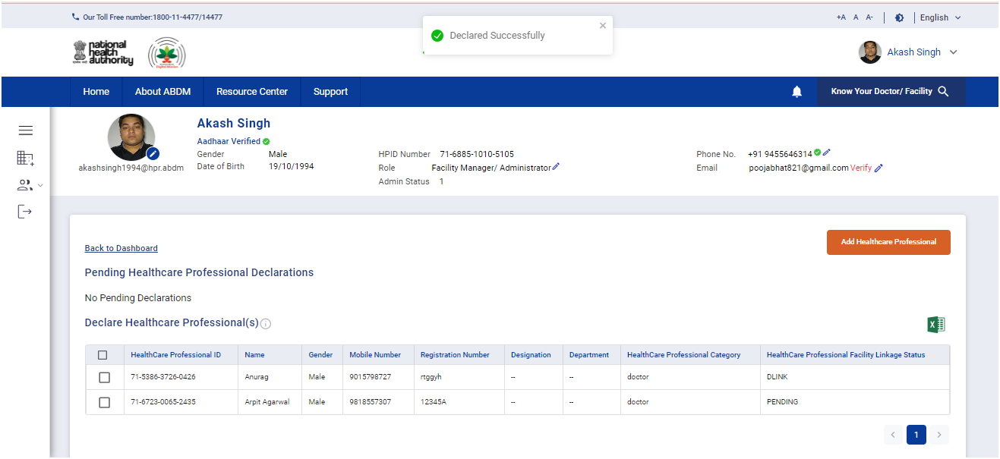 Our Toll Free number:1800-11-4477/14477
+A A A-
English
Declared Successfully
national
health
authority
Akash Singh
Home
About ABDM
Resource Center
Support
Know Your Doctor/ Facility
Akash Singh
Aadhaar Verified
Gender Male
Date of Birth 19/10/1994
akashsingh1994@hpr.abdm
HPID Number 71-6885-1010-5105
Role Facility Manager/ Administrator
Admin Status 1
Phone No. +91 9455646314
Email poojabhat821@gmail.com Verify
Back to Dashboard
Add Healthcare Professional
Pending Healthcare Professional Declarations
No Pending Declarations
Declare Healthcare Professional(s)
HealthCare Professional ID Name Gender Mobile Number Registration Number Designation Department HealthCare Professional Category HealthCare Professional Facility Linkage Status
71-5386-3726-0426 Anurag Male 9015798727 rtggyh -- -- doctor DLINK
71-6723-0065-2435 Arpit Agarwal Male 9818557307 12345A -- -- doctor PENDING
< 1 >